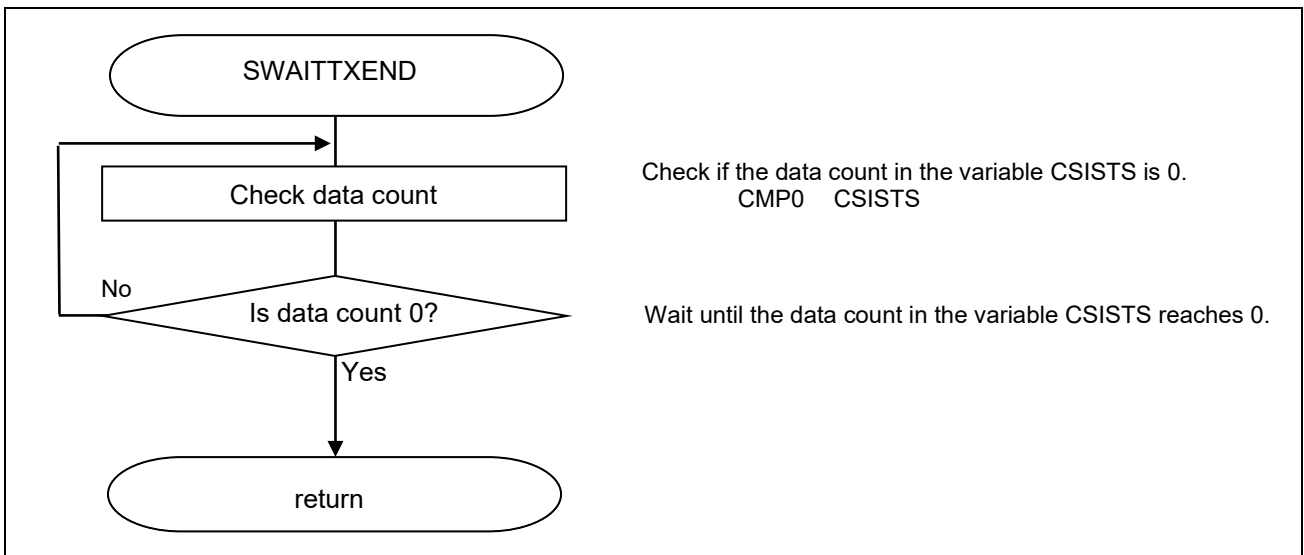 SWAITTXEND
Check data count
Check if the data count in the variable CSISTS is 0.
CMP0 CSISTS
No
Is data count 0?
Wait until the data count in the variable CSISTS reaches 0.
Yes
return